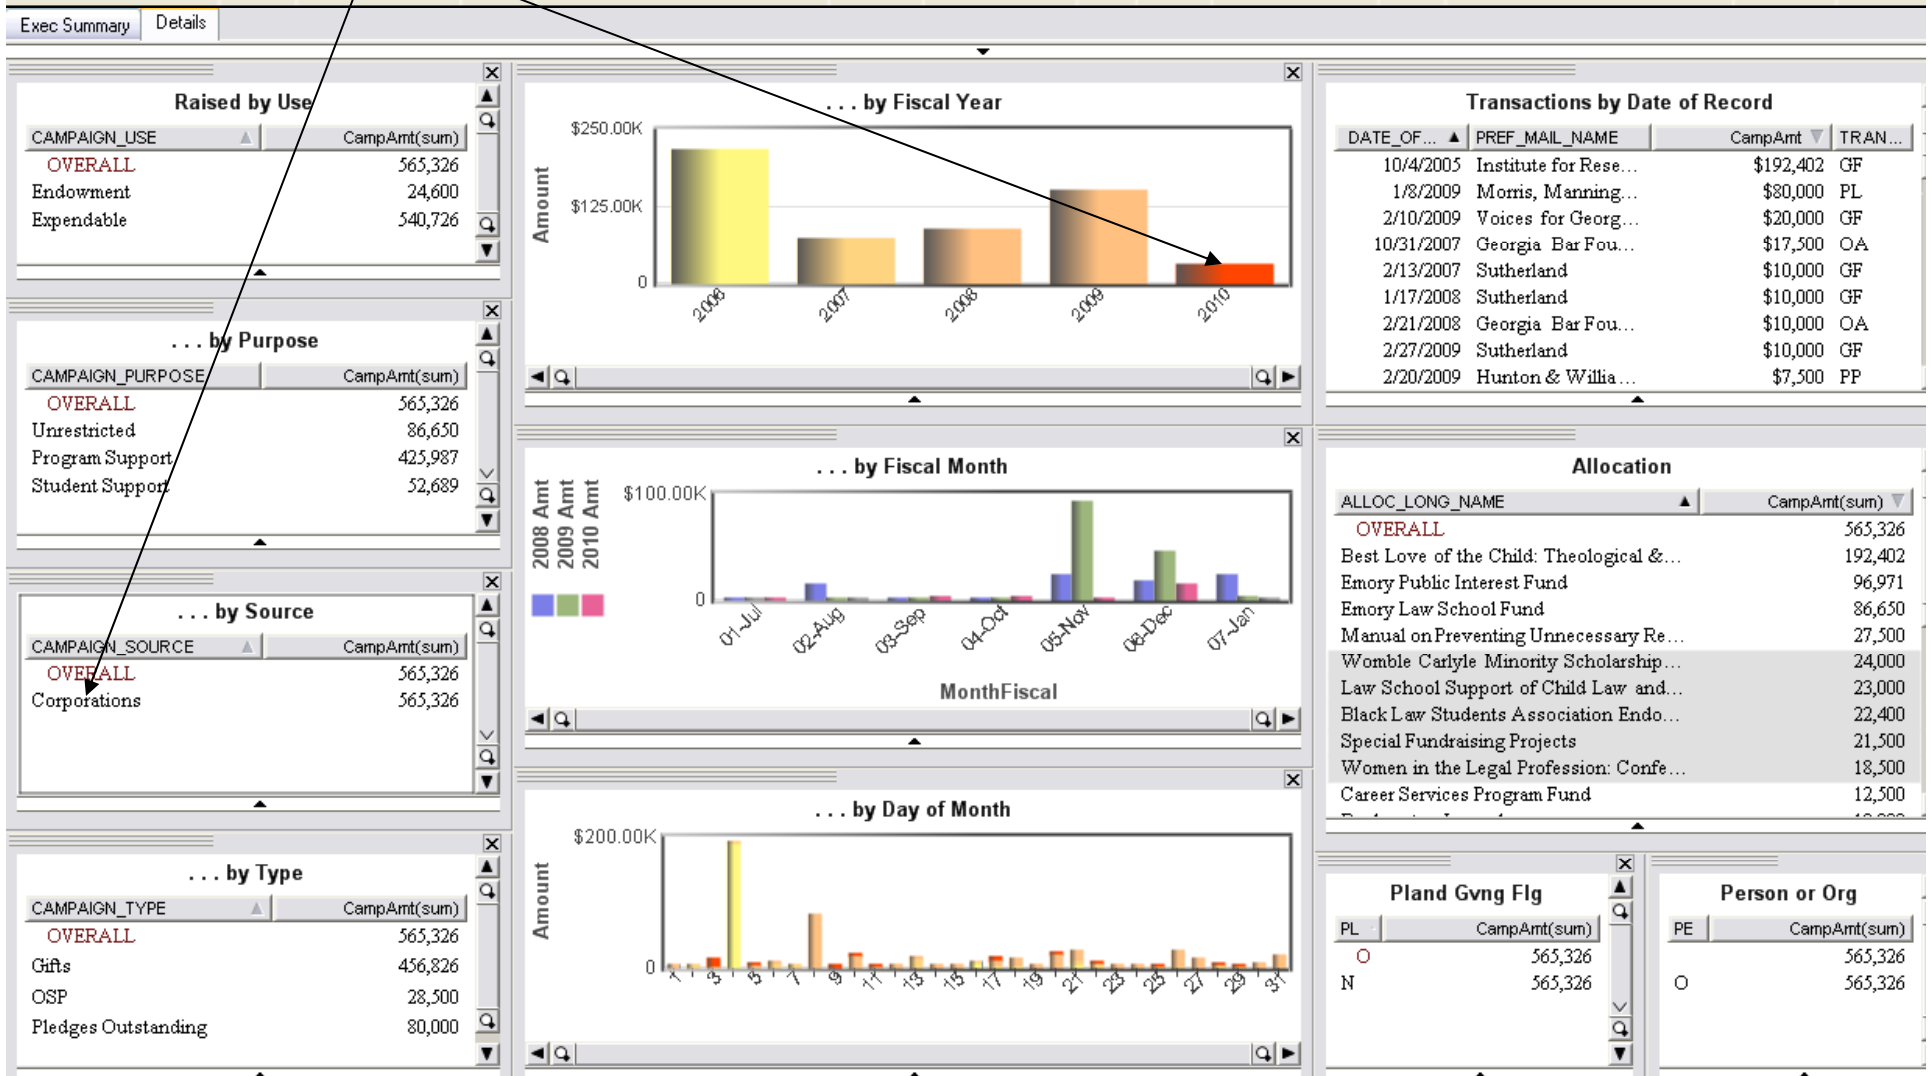 Exec Summary Details
Raised by Use
CAMPAIGN_USE CampAmt(sum)
OVERALL 565,326
Endowment 24,600
Expendable 540,726
. . . by Purpose
CAMPAIGN_PURPOSE CampAmt(sum)
OVERALL 565,326
Unrestricted 86,650
Program Support 425,987
Student Support 52,689
. . . by Source
CAMPAIGN_SOURCE CampAmt(sum)
OVERALL 565,326
Corporations 565,326
. . . by Type
CAMPAIGN_TYPE CampAmt(sum)
OVERALL 565,326
Gifts 456,826
OSP 28,500
Pledges Outstanding 80,000
. . . by Fiscal Year
Amount
$250.00K
$125.00K
0
2006 2007 2008 2009 2010
. . . by Fiscal Month
2008 Amt
2009 Amt
2010 Amt
$100.00K
0
01-Jul 02-Aug 03-Sep 04-Oct 05-Nov 06-Dec 07-Jan
MonthFiscal
. . . by Day of Month
Amount
$200.00K
0
1 3 5 7 9 11 13 15 17 19 21 23 25 27 29 31
Transactions by Date of Record
DATE_OF... PREF_MAIL_NAME CampAmt TRAN...
10/4/2005 Institute for Rese... $192,402 GF
1/8/2009 Morris, Manning... $80,000 PL
2/10/2009 Voices for Georg... $20,000 GF
10/31/2007 Georgia Bar Fou... $17,500 OA
2/13/2007 Sutherland $10,000 GF
1/17/2008 Sutherland $10,000 GF
2/21/2008 Georgia Bar Fou... $10,000 OA
2/27/2009 Sutherland $10,000 GF
2/20/2009 Hunton & Willia... $7,500 PP
Allocation
ALLOC_LONG_NAME CampAmt(sum)
OVERALL 565,326
Best Love of the Child: Theological &... 192,402
Emory Public Interest Fund 96,971
Emory Law School Fund 86,650
Manual on Preventing Unnecessary Re... 27,500
Womble Carlyle Minority Scholarship... 24,000
Law School Support of Child Law and... 23,000
Black Law Students Association Endo... 22,400
Special Fundraising Projects 21,500
Women in the Legal Profession: Confe... 18,500
Career Services Program Fund 12,500
Pland Gvng Flg
PL CampAmt(sum)
O 565,326
N 565,326
Person or Org
PE CampAmt(sum)
565,326
O 565,326